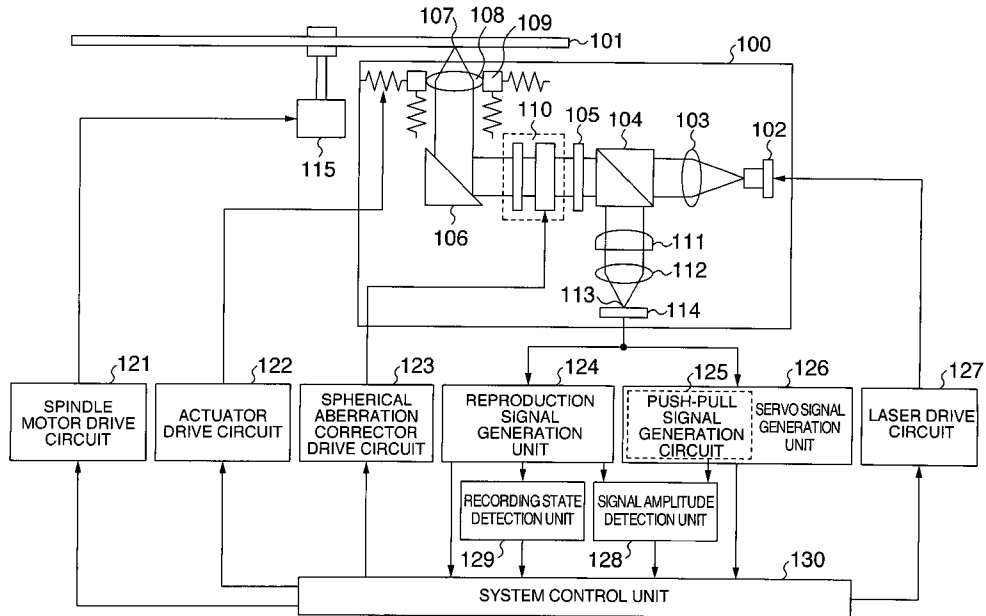 107
108
109
101
100
110
105
104
103
102
115
106
111
112
113
114
121
122
123
124
125
126
127
SPINDLE
MOTOR DRIVE
CIRCUIT
ACTUATOR
DRIVE CIRCUIT
SPHERICAL
ABERRATION
CORRECTOR
DRIVE CIRCUIT
REPRODUCTION
SIGNAL
GENERATION
UNIT
PUSH-PULL
SIGNAL
GENERATION
CIRCUIT
SERVO SIGNAL
GENERATION
UNIT
LASER DRIVE
CIRCUIT
RECORDING STATE
DETECTION UNIT
SIGNAL AMPLITUDE
DETECTION UNIT
129
128
130
SYSTEM CONTROL UNIT